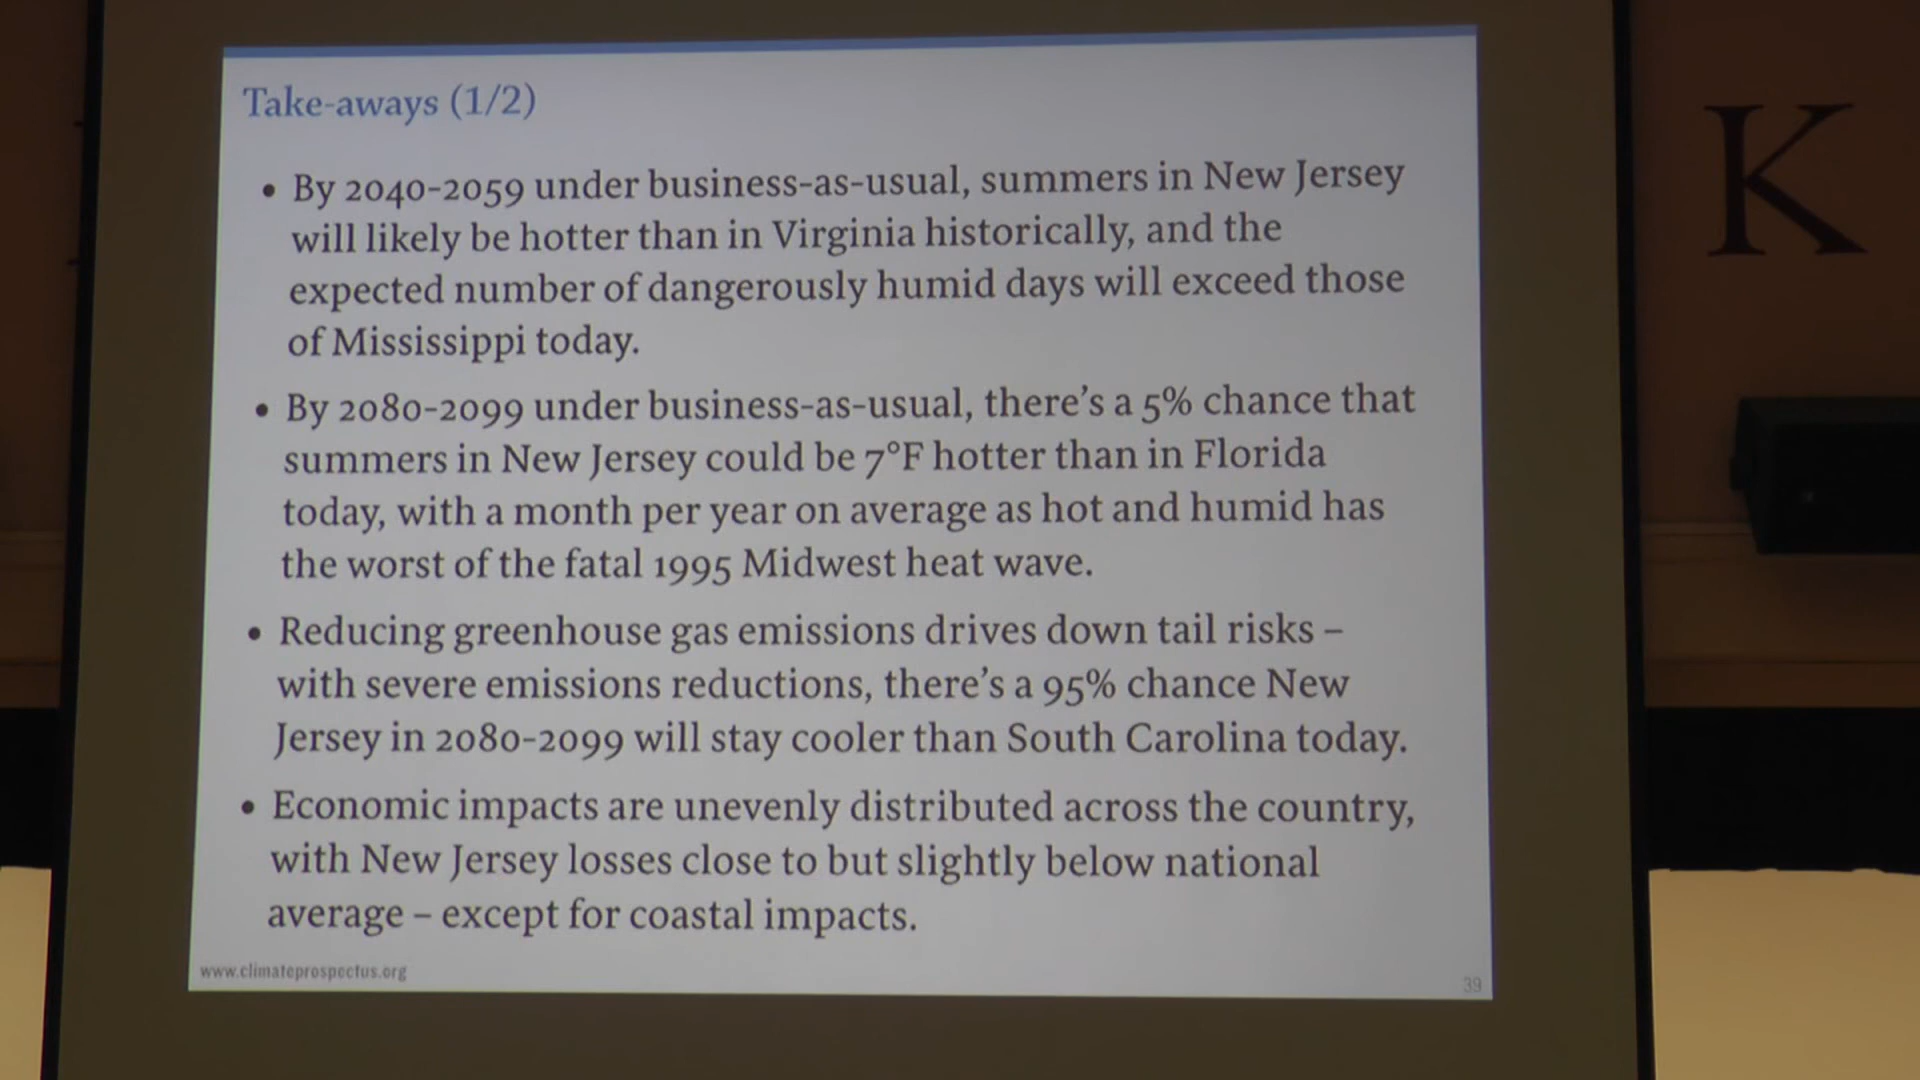 Take-aways (1/2)
• By 2040-2059 under business-as-usual, summers in New Jersey
will likely be hotter than in Virginia historically, and the
expected number of dangerously humid days will exceed those
of Mississippi today.
• By 2080-2099 under business-as-usual, there's a 5% chance that
summers in New Jersey could be 7°F hotter than in Florida
today, with a month per year on average as hot and humid has
the worst of the fatal 1995 Midwest heat wave.
• Reducing greenhouse gas emissions drives down tail risks –
with severe emissions reductions, there's a 95% chance New
Jersey in 2080-2099 will stay cooler than South Carolina today.
• Economic impacts are unevenly distributed across the country,
with New Jersey losses close to but slightly below national
average – except for coastal impacts.
www.climateprospectus.org
39
K